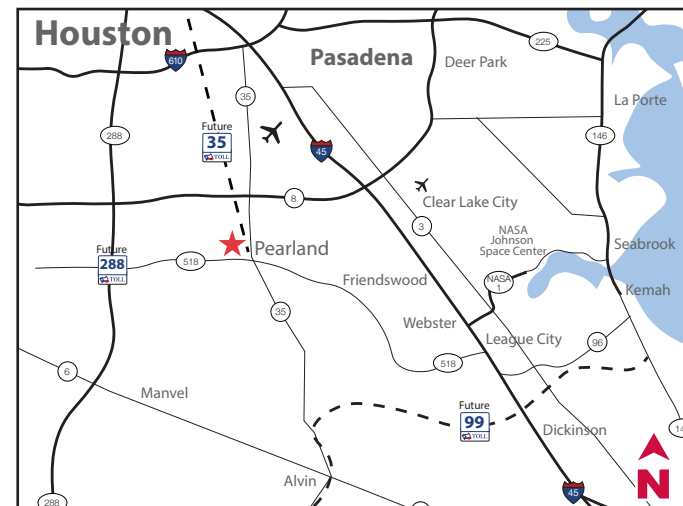 Houston
Pasadena
225
Deer Park
610
35
La Porte
Future
35
TOLL
288
146
45
8
Clear Lake City
3
NASA
Johnson
Space Center
Seabrook
Future
288
TOLL
518
Pearland
Friendswood
NASA
1
Kemah
35
Webster
League City
96
518
6
Manvel
Future
99
TOLL
Dickinson
Alvin
N
45
288